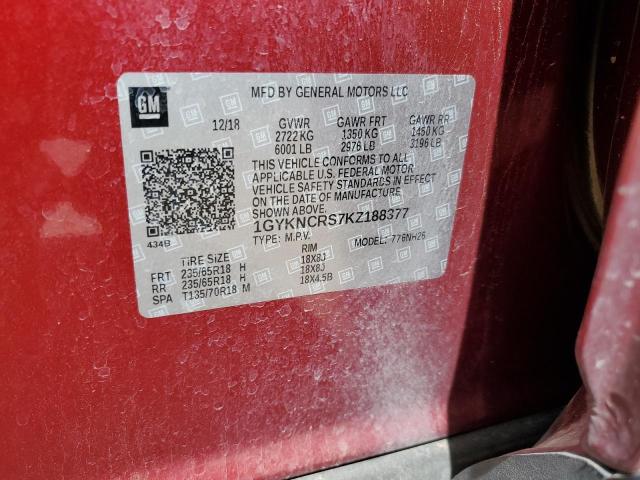 GM
MFD BY GENERAL MOTORS LLC
12/18 GVWR GAWR FRT GAWR RR
2722 KG 1350 KG 1450 KG
6001 LB 2976 LB 3196 LB
THIS VEHICLE CONFORMS TO ALL
APPLICABLE U.S. FEDERAL MOTOR
VEHICLE SAFETY STANDARDS IN EFFECT
ON THE DATE OF MANUFACTURE
SHOWN ABOVE.
1GYKNCRS7KZ188377
434B
TYPE: M.P.V. MODEL: 776NH26
TIRE SIZE RIM
FRT 235/65R18 H 18X8J
RR 235/65R18 H 18X8J
SPA T135/70R18 M 18X4.5B